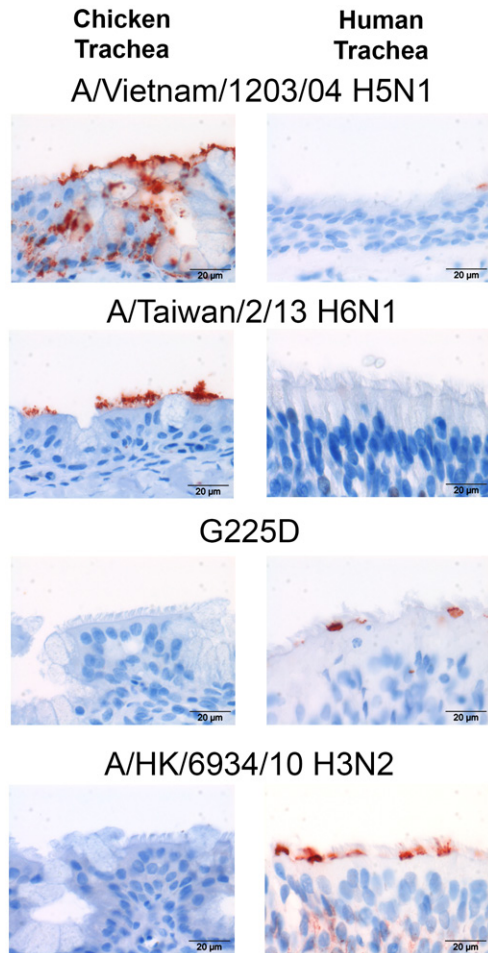 Chicken Trachea
Human Trachea
A/Vietnam/1203/04 H5N1
20 µm
20 µm
A/Taiwan/2/13 H6N1
20 µm
20 µm
G225D
20 µm
20 µm
A/HK/6934/10 H3N2
20 µm
20 µm